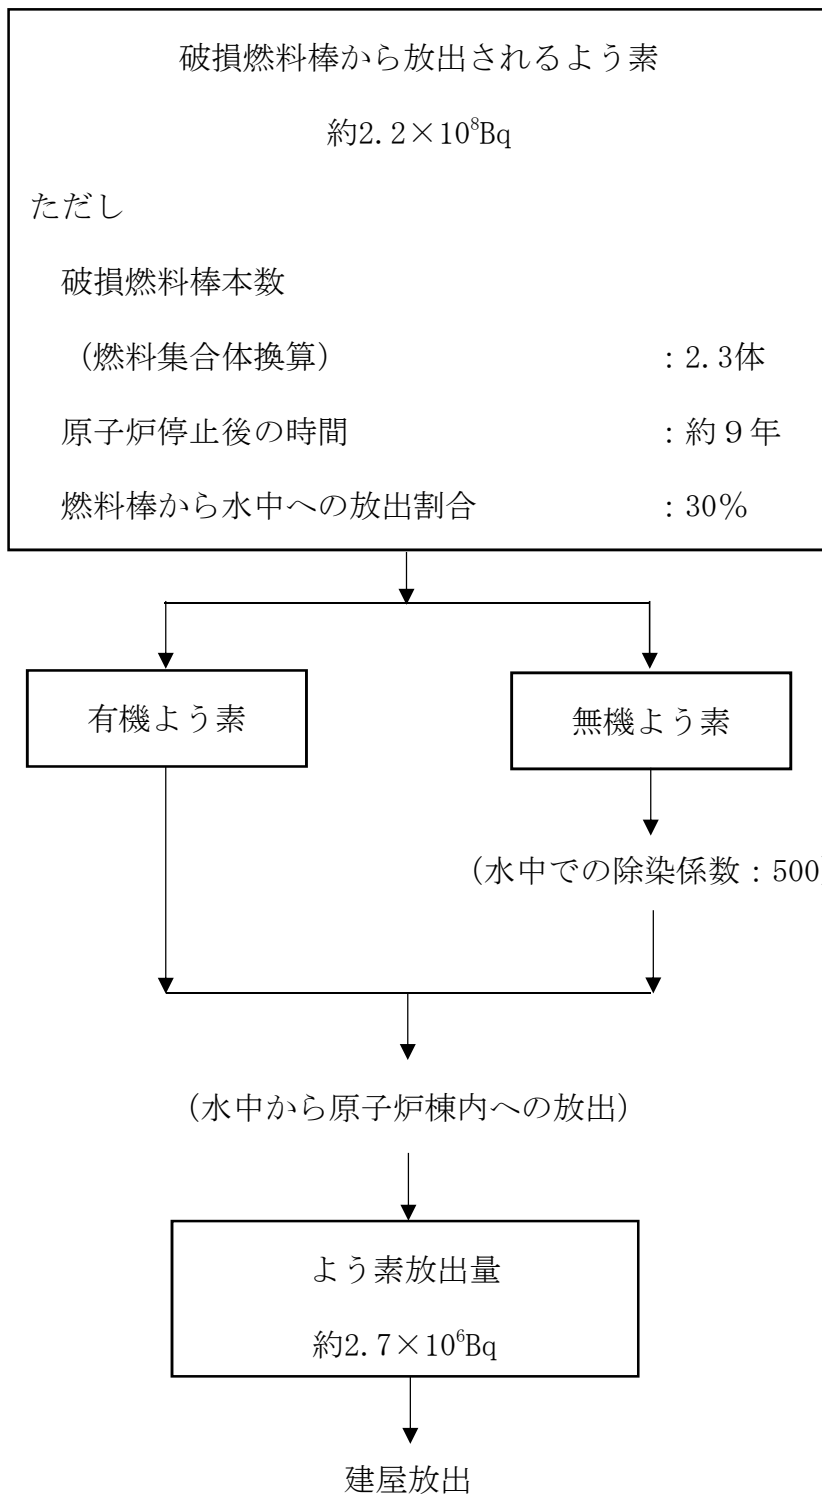 破損燃料棒から放出されるよう素
約2.2×10⁸Bq
ただし
破損燃料棒本数
（燃料集合体換算） ：2.3体
原子炉停止後の時間 ：約９年
燃料棒から水中への放出割合 ：30％
有機よう素
無機よう素
（水中での除染係数：500）
（水中から原子炉棟内への放出）
よう素放出量
約2.7×10⁶Bq
建屋放出